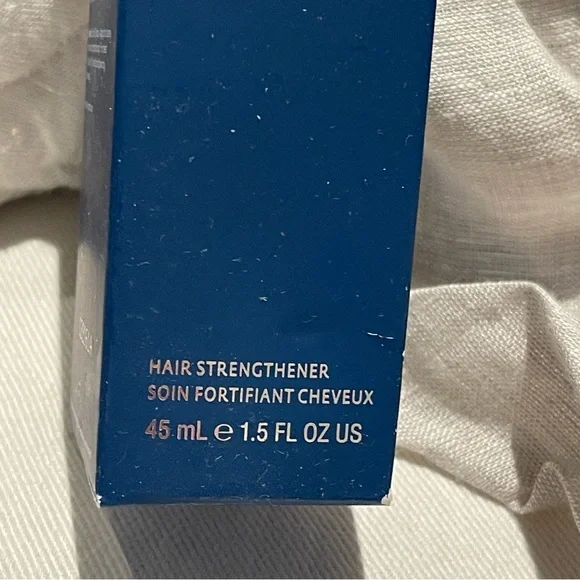 HAIR STRENGTHENER
SOIN FORTIFIANT CHEVEUX
45 mL ℮ 1.5 FL OZ US